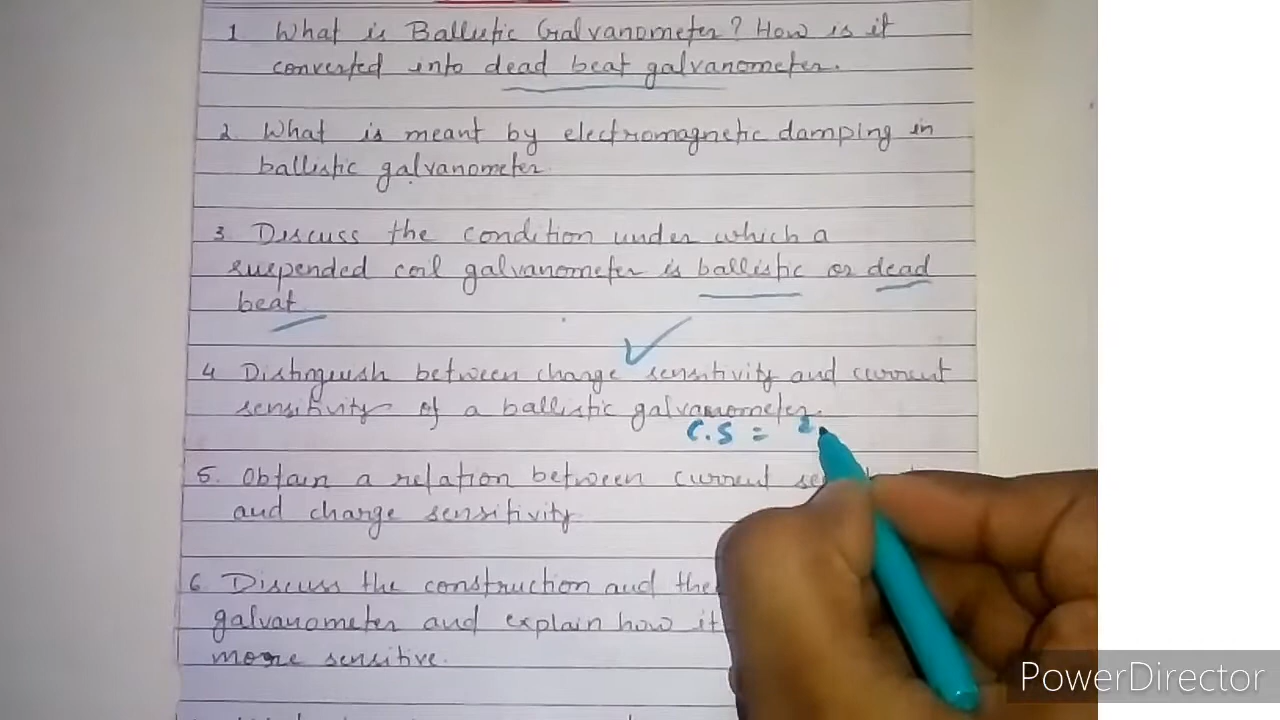 1 What is Ballistic Galvanometer? How is it
converted into dead beat galvanometer.
2. What is meant by electromagnetic damping in
ballistic galvanometer.
3. Discuss the condition under which a
suspended coil galvanometer is ballistic or dead
beat
4 Distinguish between charge sensitivity and current
sensitivity of a ballistic galvanometer.
C.S =
5. Obtain a relation between current
and charge sensitivity
6. Discuss the construction and
galvanometer and explain how it
more sensitive.
PowerDirector